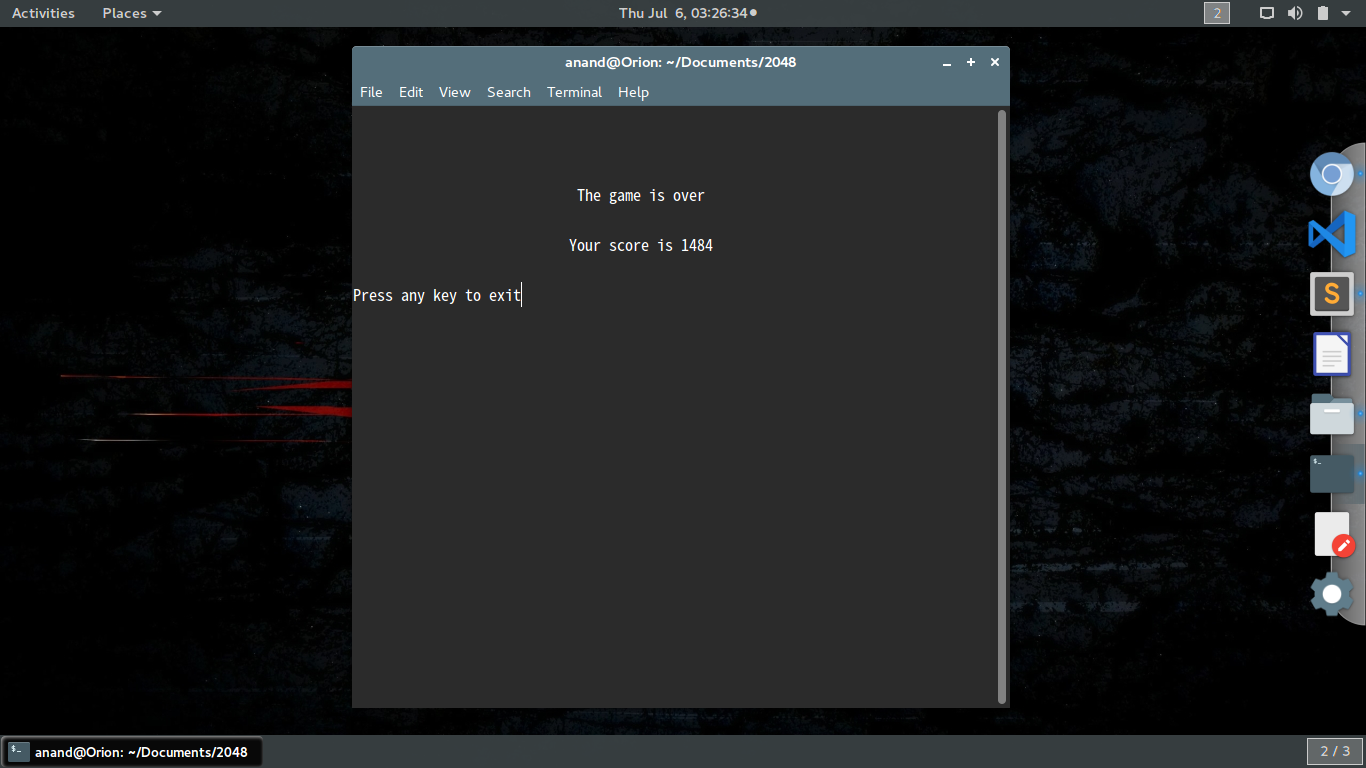 Activities Places Thu Jul 6, 03:26:34 2
anand@Orion: ~/Documents/2048
File Edit View Search Terminal Help
The game is over
Your score is 1484
Press any key to exit
S
$_
anand@Orion: ~/Documents/2048 2 / 3